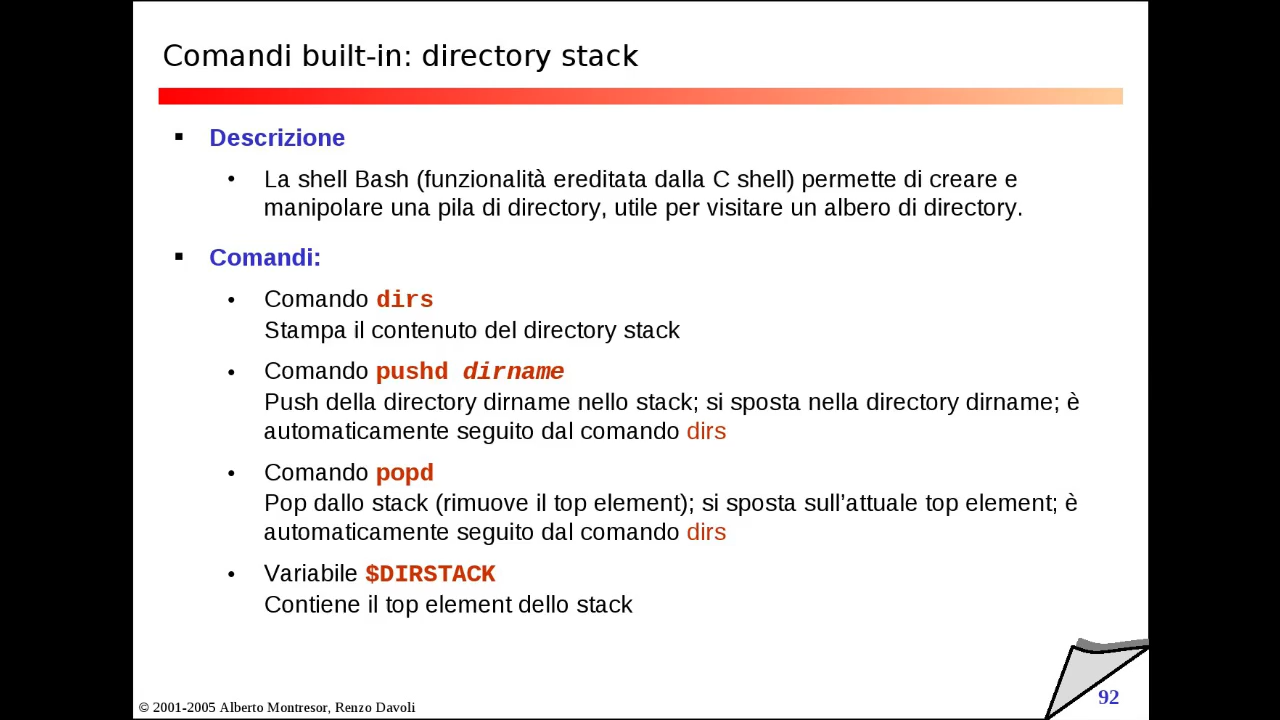 Comandi built-in: directory stack
Descrizione
La shell Bash (funzionalità ereditata dalla C shell) permette di creare e
manipolare una pila di directory, utile per visitare un albero di directory.
Comandi:
Comando dirs
Stampa il contenuto del directory stack
Comando pushd dirname
Push della directory dirname nello stack; si sposta nella directory dirname; è
automaticamente seguito dal comando dirs
Comando popd
Pop dallo stack (rimuove il top element); si sposta sull’attuale top element; è
automaticamente seguito dal comando dirs
Variabile $DIRSTACK
Contiene il top element dello stack
© 2001-2005 Alberto Montresor, Renzo Davoli
92